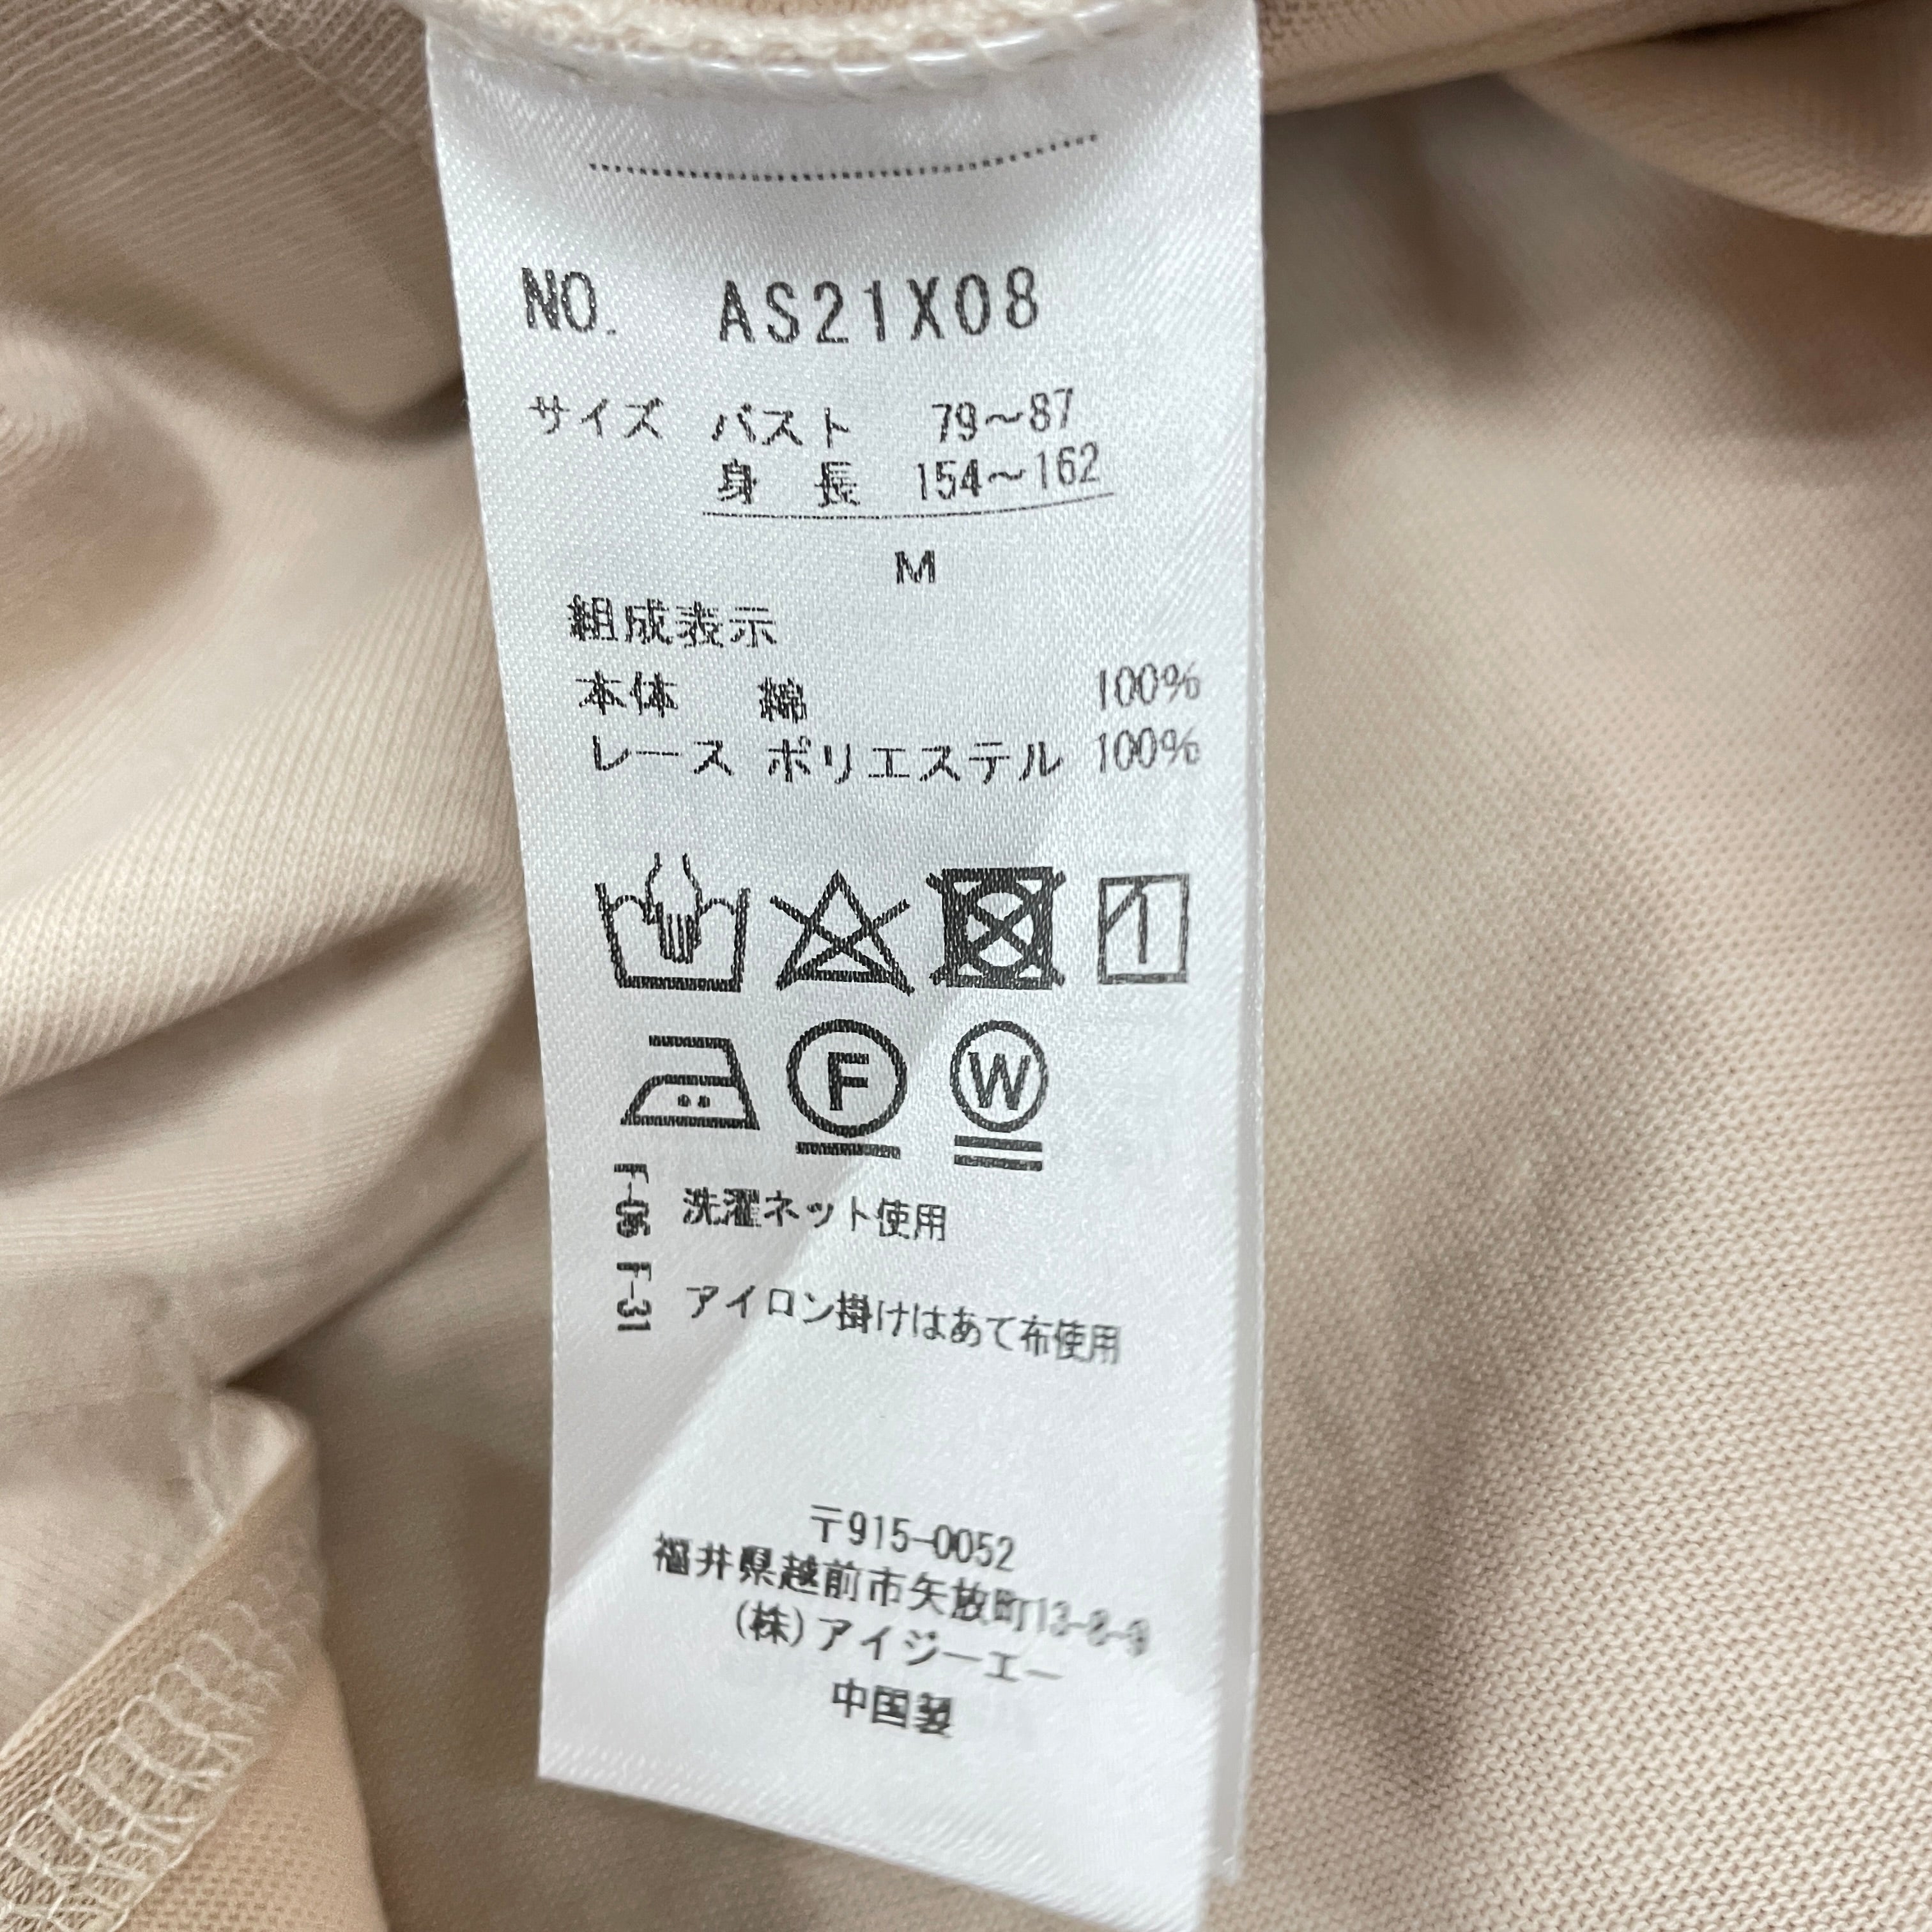 NO. AS21X08
サイズ バスト 79～87
身 長 154～162
M
組成表示
本体 綿 100%
レース ポリエステル 100%
F
W
F-06 洗濯ネット使用
F-31 アイロン掛けはあて布使用
〒915-0052
福井県越前市矢放町13-8-9
(株)アイジーエー
中国製